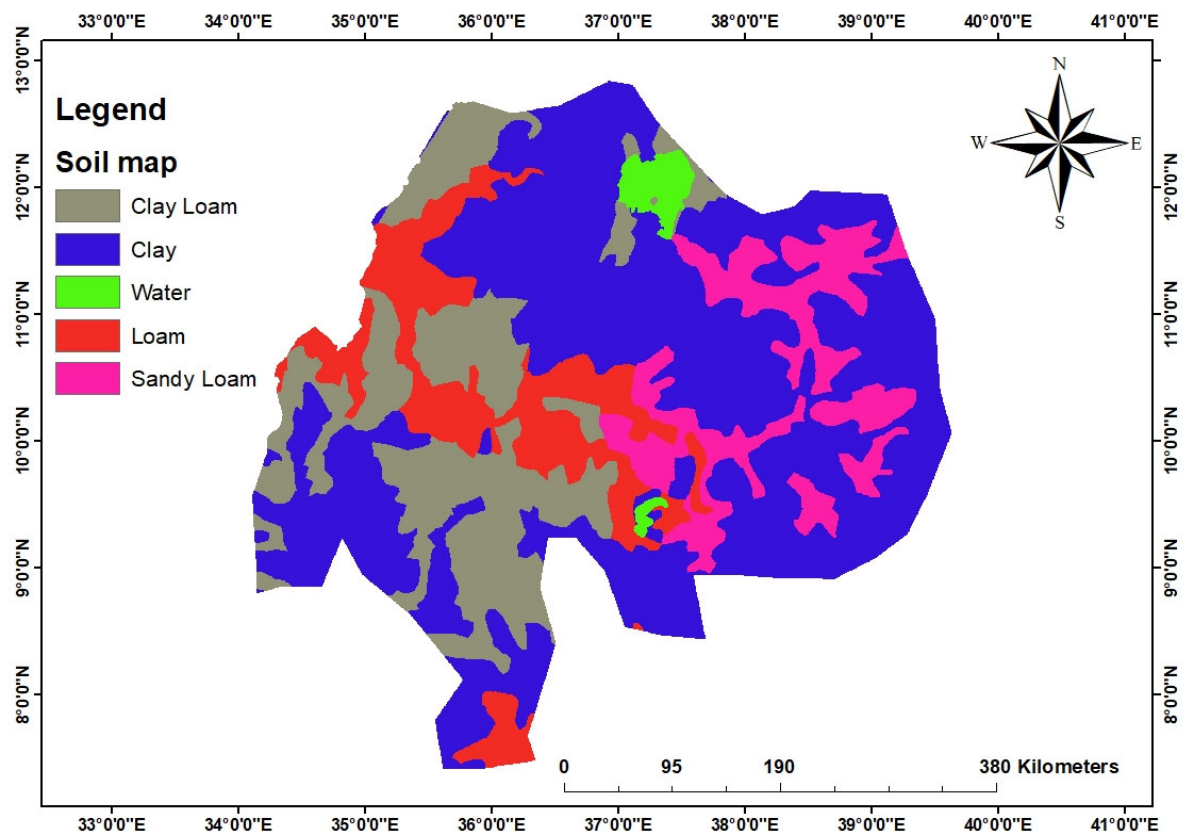 33°0'0"N 34°0'0"N 35°0'0"N 36°0'0"N 37°0'0"N 38°0'0"N 39°0'0"N 40°0'0"N 41°0'0"N
13°0'0"N
12°0'0"N
11°0'0"N
10°0'0"N
9°0'0"N
8°0'0"N
Legend
Soil map
Clay Loam
Clay
Water
Loam
Sandy Loam
N
W E
S
13°0'0"N
12°0'0"N
11°0'0"N
10°0'0"N
9°0'0"N
8°0'0"N
0 95 190 380 Kilometers
33°0'0"E 34°0'0"E 35°0'0"E 36°0'0"E 37°0'0"E 38°0'0"E 39°0'0"E 40°0'0"E 41°0'0"E